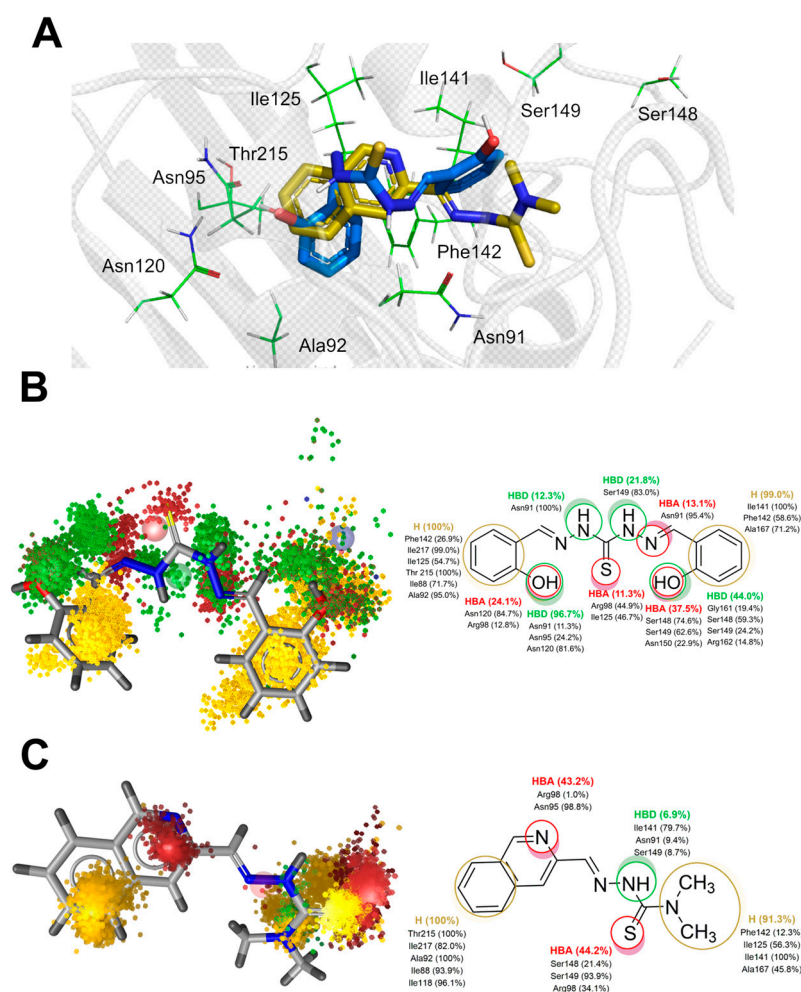 A
Ile125
Ile141
Ser149
Ser148
Thr215
Asn95
Asn120
Phe142
Ala92
Asn91
B
HBD (21.8%)
Ser149 (83.0%)
HBD (12.3%)
Asn91 (100%)
HBA (13.1%)
Asn91 (95.4%)
H (99.0%)
Ile141 (100%)
Phe142 (58.6%)
Ala167 (71.2%)
H (100%)
Phe142 (26.9%)
Ile217 (99.0%)
Ile125 (54.7%)
Thr 215 (100%)
Ile88 (71.7%)
Ala92 (95.0%)
H
N
N
S
H
N
N
OH
HO
HBA (24.1%)
Asn120 (84.7%)
Arg98 (12.8%)
HBD (96.7%)
Asn91 (11.3%)
Asn95 (24.2%)
Asn120 (81.6%)
HBA (11.3%)
Arg98 (44.9%)
Ile125 (46.7%)
HBA (37.5%)
Ser148 (74.6%)
Ser149 (62.6%)
Asn150 (22.9%)
HBD (44.0%)
Gly161 (19.4%)
Ser148 (59.3%)
Ser149 (24.2%)
Arg162 (14.8%)
C
HBA (43.2%)
Arg98 (1.0%)
Asn95 (98.8%)
HBD (6.9%)
Ile141 (79.7%)
Asn91 (9.4%)
Ser149 (8.7%)
N
N
NH
S
N
CH3
CH3
H (100%)
Thr215 (100%)
Ile217 (82.0%)
Ala92 (100%)
Ile88 (93.9%)
Ile118 (96.1%)
HBA (44.2%)
Ser148 (21.4%)
Ser149 (93.9%)
Arg98 (34.1%)
H (91.3%)
Phe142 (12.3%)
Ile125 (56.3%)
Ile141 (100%)
Ala167 (45.8%)